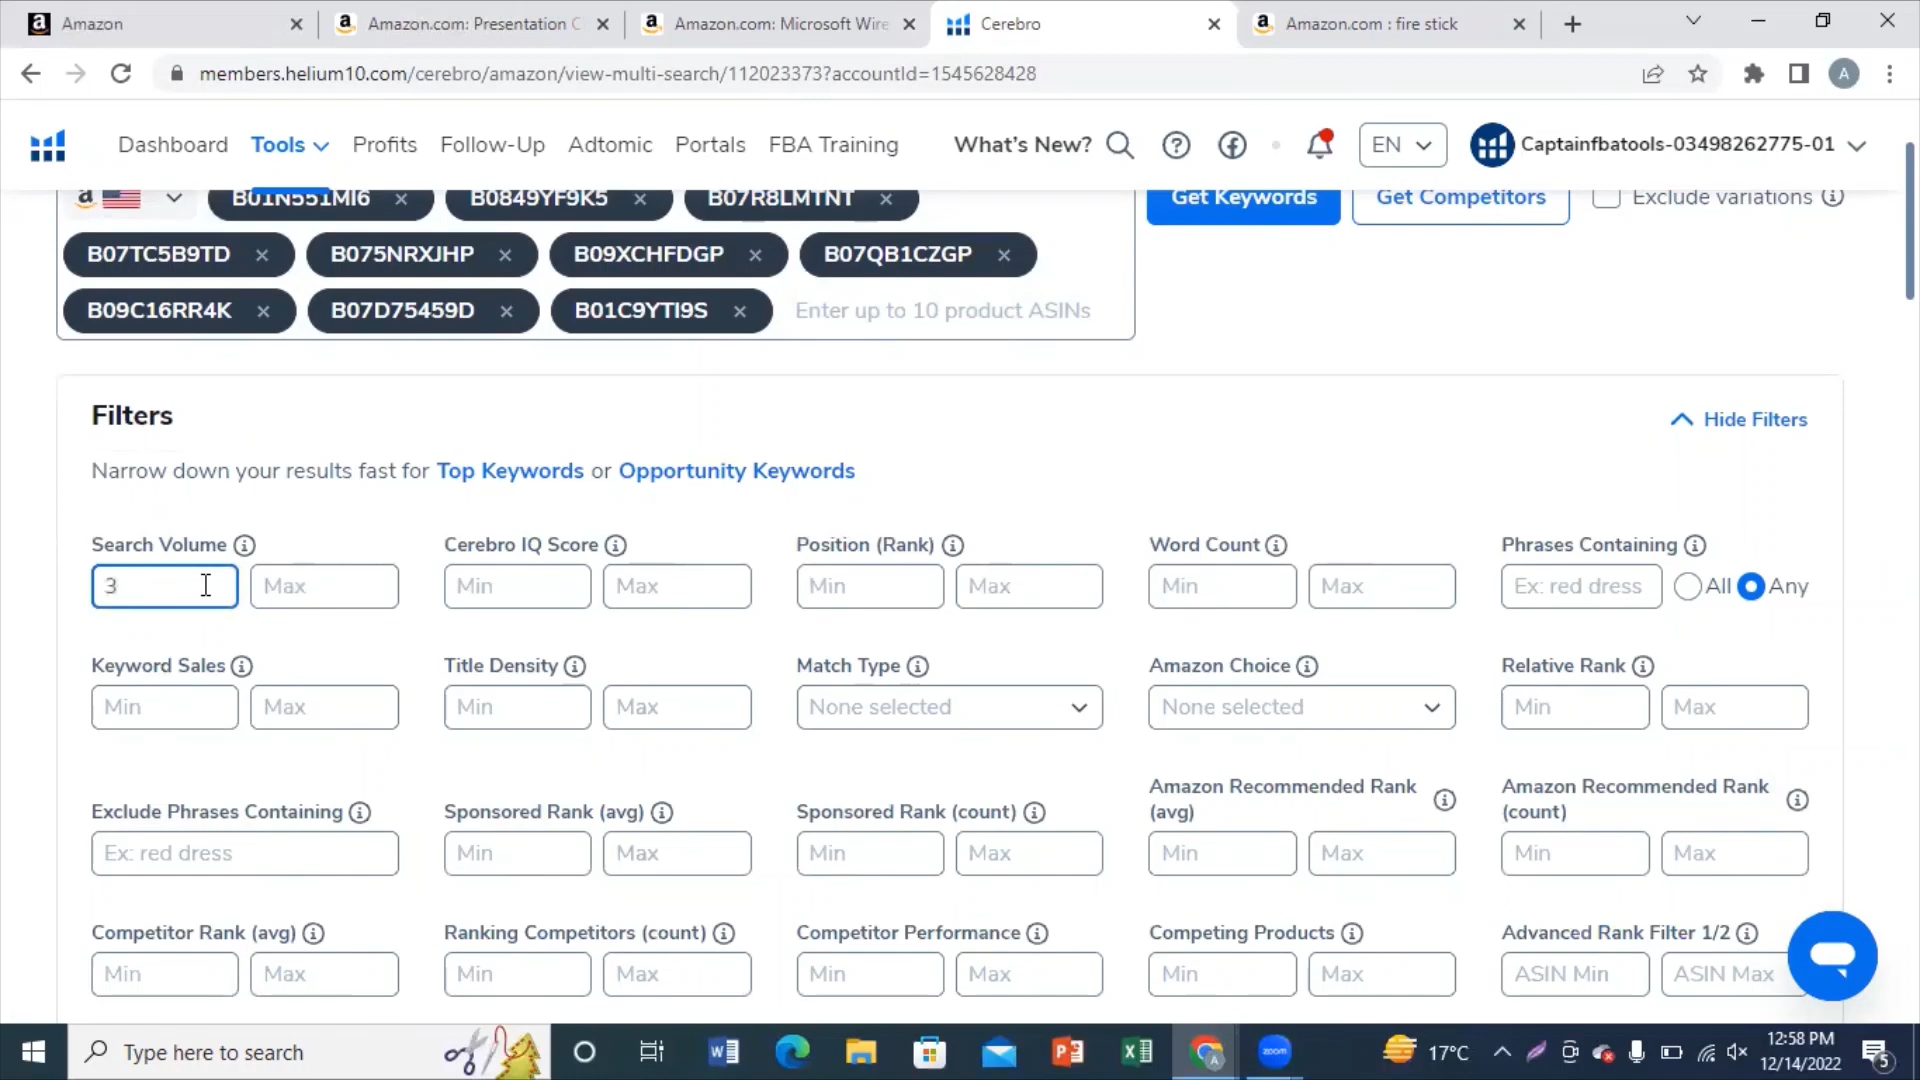 Amazon
Amazon.com: Presentation C
Amazon.com: Microsoft Wire
Cerebro
Amazon.com : fire stick
members.helium10.com/cerebro/amazon/view-multi-search/112023373?accountId=1545628428
A
Dashboard
Tools
Profits
Follow-Up
Adtomic
Portals
FBA Training
What's New?
EN
Captainfbatools-03498262775-01
B01N551MI6
B0849YF9K5
B07R8LMTNT
Get Keywords
Get Competitors
Exclude variations
B07TC5B9TD
B075NRXJHP
B09XCHFDGP
B07QB1CZGP
B09C16RR4K
B07D75459D
B01C9YTI9S
Enter up to 10 product ASINs
Filters
Hide Filters
Narrow down your results fast for Top Keywords or Opportunity Keywords
Search Volume
Cerebro IQ Score
Position (Rank)
Word Count
Phrases Containing
3
Max
Min
Max
Min
Max
Min
Max
Ex: red dress
All
Any
Keyword Sales
Title Density
Match Type
Amazon Choice
Relative Rank
Min
Max
Min
Max
None selected
None selected
Min
Max
Exclude Phrases Containing
Sponsored Rank (avg)
Sponsored Rank (count)
Amazon Recommended Rank
(avg)
Amazon Recommended Rank
(count)
Ex: red dress
Min
Max
Min
Max
Min
Max
Min
Max
Competitor Rank (avg)
Ranking Competitors (count)
Competitor Performance
Competing Products
Advanced Rank Filter 1/2
Min
Max
Min
Max
Min
Max
Min
Max
ASIN Min
ASIN Max
Type here to search
zoom
17°C
12:58 PM
12/14/2022
5